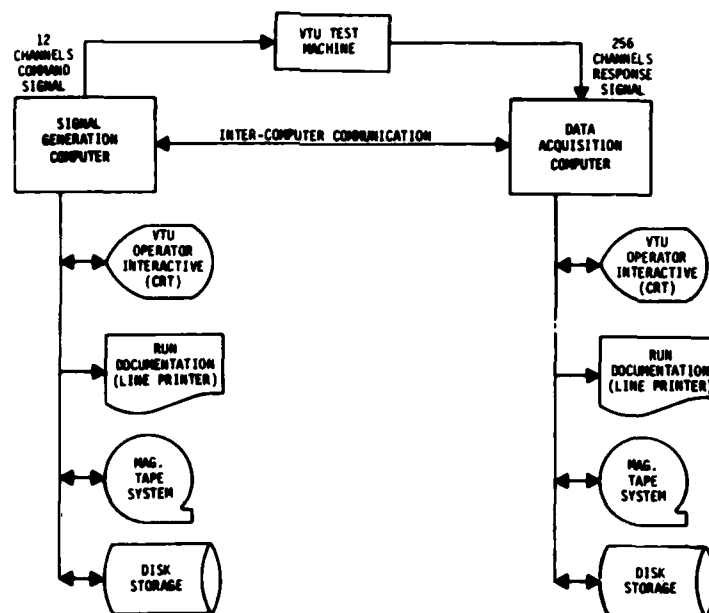 12
CHANNELS
COMMAND
SIGNAL
VTU TEST
MACHINE
256
CHANNELS
RESPONSE
SIGNAL
SIGNAL
GENERATION
COMPUTER
INTER-COMPUTER COMMUNICATION
DATA
ACQUISITION
COMPUTER
VTU
OPERATOR
INTERACTIVE
(CRT)
VTU
OPERATOR
INTERACTIVE
(CRT)
RUN
DOCUMENTATION
(LINE PRINTER)
RUN
DOCUMENTATION
(LINE PRINTER)
MAG.
TAPE
SYSTEM
MAG.
TAPE
SYSTEM
DISK
STORAGE
DISK
STORAGE